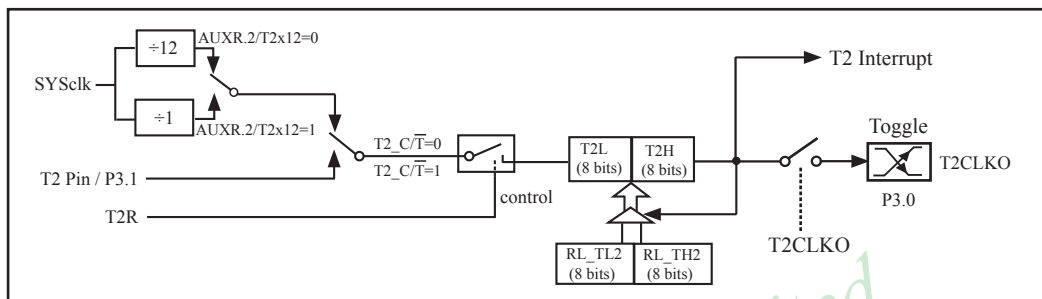 ÷12
AUXR.2/T2x12=0
SYSclk
÷1
AUXR.2/T2x12=1
T2 Pin / P3.1
T2R
T2_C/T̅=0
T2_C/T̅=1
control
T2L
(8 bits)
T2H
(8 bits)
RL_TL2
(8 bits)
RL_TH2
(8 bits)
T2 Interrupt
Toggle
T2CLKO
P3.0
T2CLKO